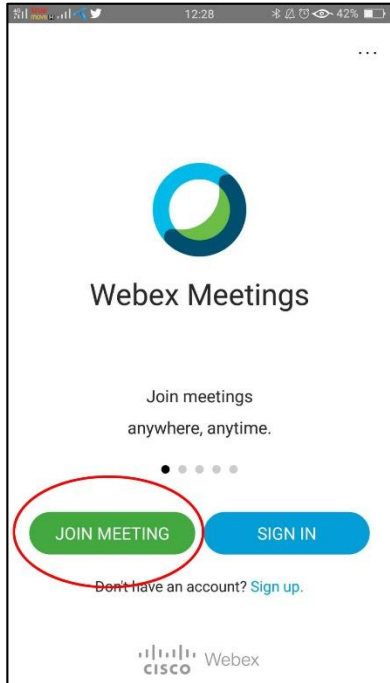 12:28 42%
...
Webex Meetings
Join meetings
anywhere, anytime.
JOIN MEETING SIGN IN
Don't have an account? Sign up.
CISCO Webex